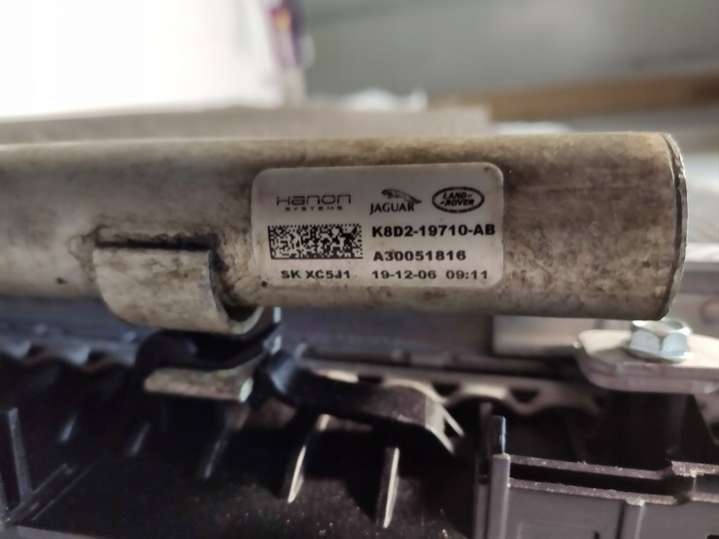 Hanon
SYSTEMS
JAGUAR
LAND-
-ROVER
K8D2-19710-AB
A30051816
SK XC5J1 19-12-06 09:11